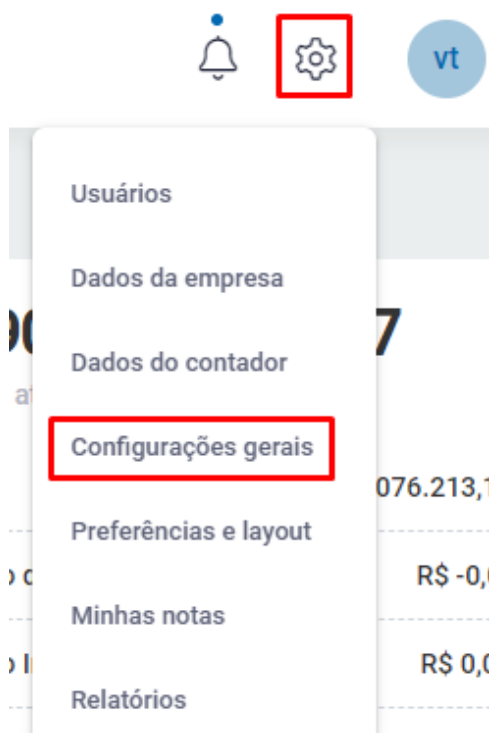 vt
Usuários
Dados da empresa
7
Dados do contador
Configurações gerais
076.213,1
Preferências e layout
R$ -0,
Minhas notas
R$ 0,0
Relatórios